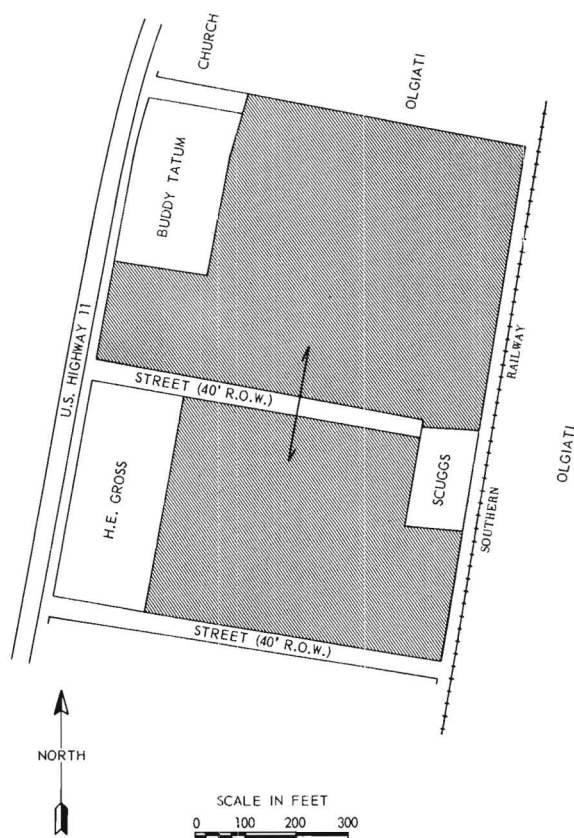 CHURCH
OLGIATI
BUDDY TATUM
U.S. HIGHWAY 11
RAILWAY
STREET (40' R.O.W.)
OLGIATI
SCUGGS
H.E. GROSS
SOUTHERN
STREET (40' R.O.W.)
NORTH
SCALE IN FEET
0 100 200 300